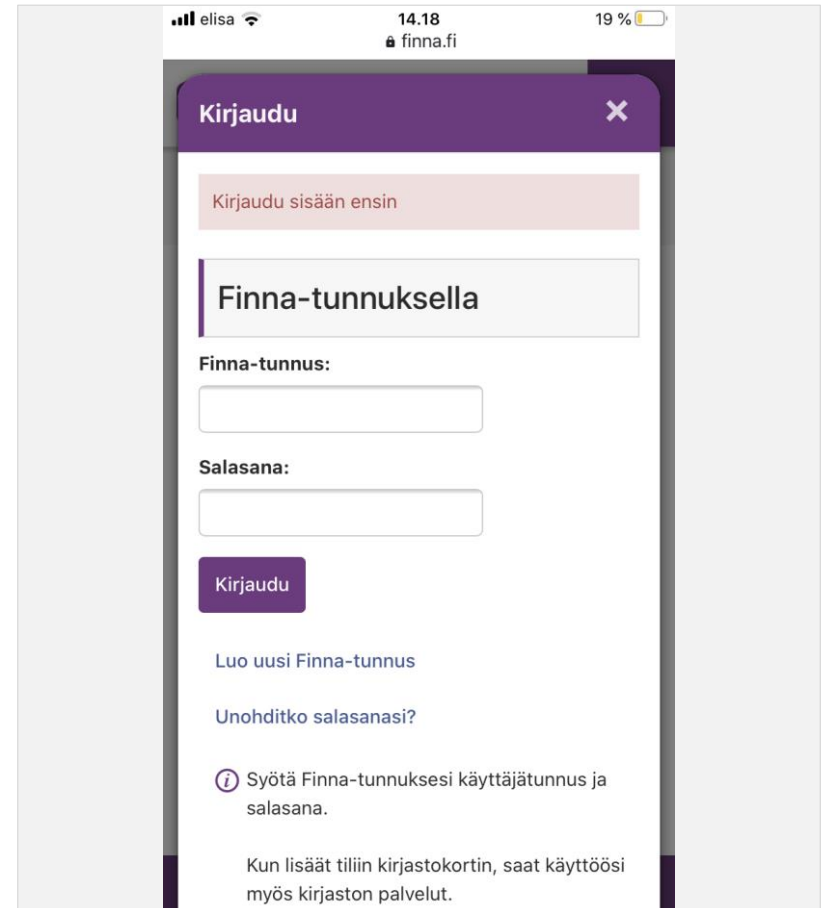 elisa 14.18 19 %
finna.fi
Kirjaudu
Kirjaudu sisään ensin
Finna-tunnuksella
Finna-tunnus:
Salasana:
Kirjaudu
Luo uusi Finna-tunnus
Unohditko salasanasi?
Syötä Finna-tunnuksesi käyttäjätunnus ja
salasana.
Kun lisäät tiliin kirjastokortin, saat käyttöösi
myös kirjaston palvelut.